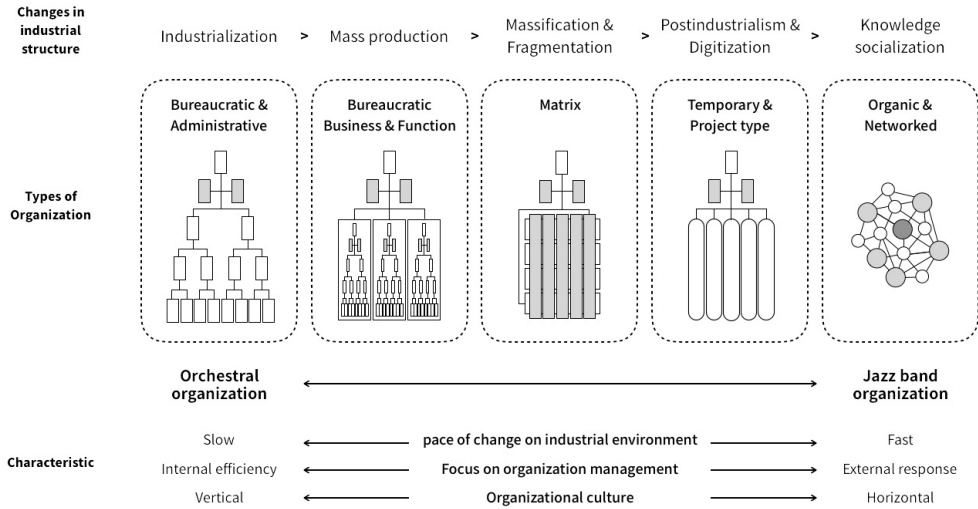 Changes in
industrial
structure
Industrialization > Mass production > Massification &
Fragmentation > Postindustrialism &
Digitization > Knowledge
socialization
Types of
Organization
Bureaucratic &
Administrative
Bureaucratic
Business & Function
Matrix
Temporary &
Project type
Organic &
Networked
Orchestral
organization
Jazz band
organization
Characteristic
Slow pace of change on industrial environment Fast
Internal efficiency Focus on organization management External response
Vertical Organizational culture Horizontal